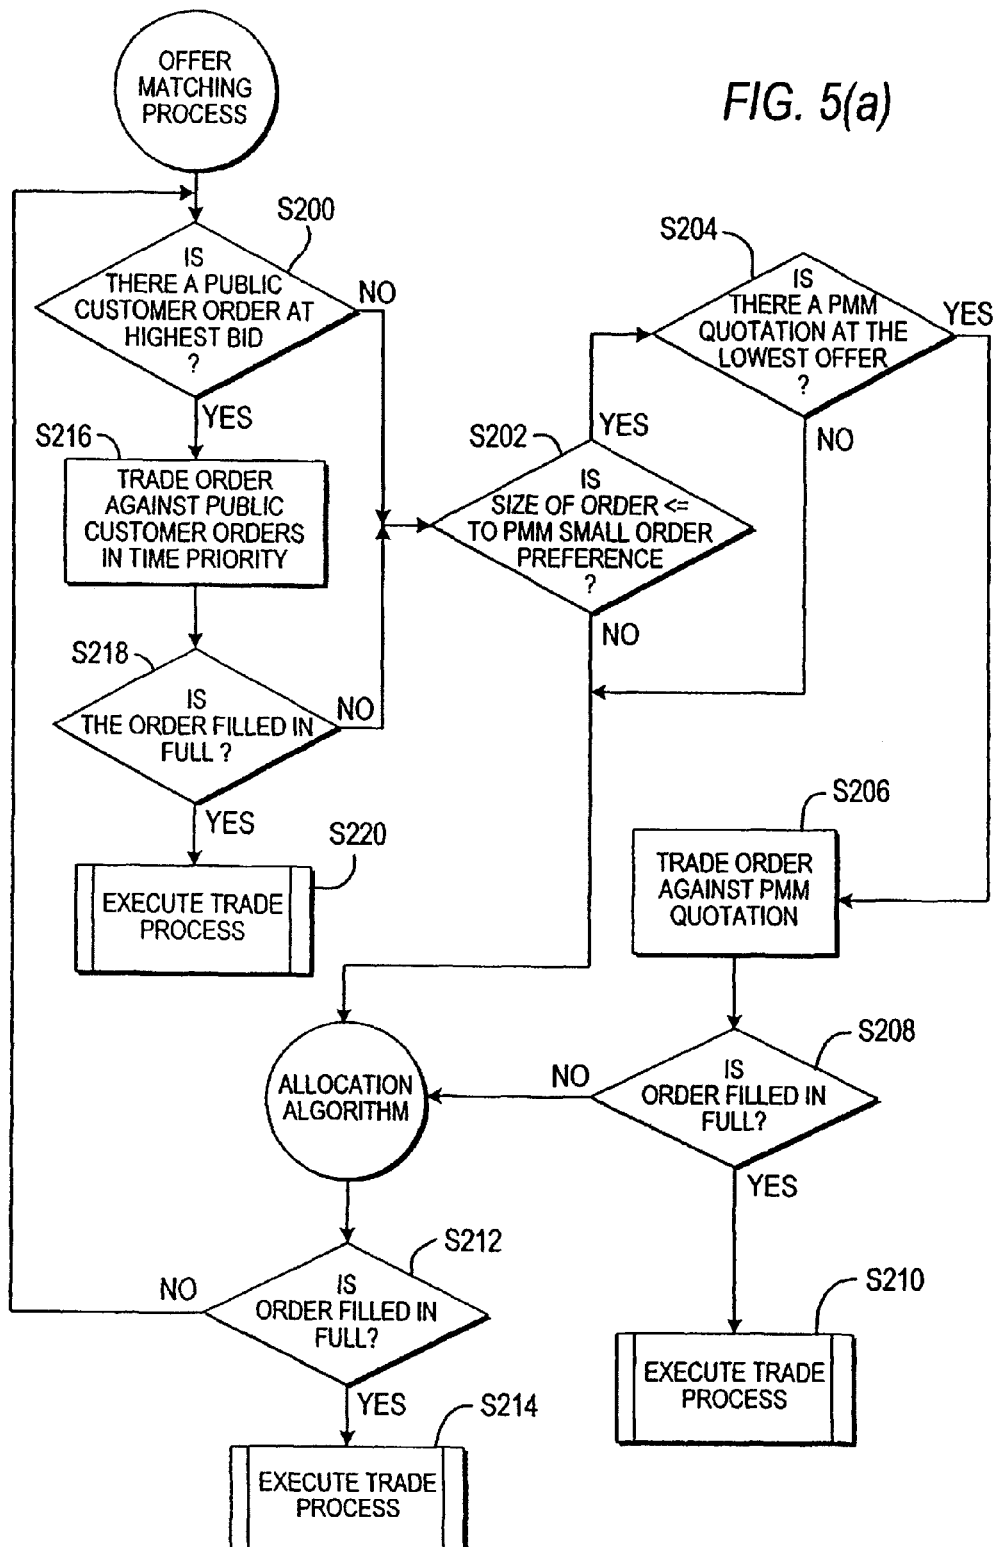 OFFER
MATCHING
PROCESS
FIG. 5(a)
S200
IS
THERE A PUBLIC
CUSTOMER ORDER AT
HIGHEST BID
?
NO
YES
S204
IS
THERE A PMM
QUOTATION AT THE
LOWEST OFFER
?
YES
NO
S216
TRADE ORDER
AGAINST PUBLIC
CUSTOMER ORDERS
IN TIME PRIORITY
S202
YES
IS
SIZE OF ORDER <=
TO PMM SMALL ORDER
PREFERENCE
?
NO
S218
IS
THE ORDER FILLED IN
FULL ?
NO
YES
S220
EXECUTE TRADE
PROCESS
S206
TRADE ORDER
AGAINST PMM
QUOTATION
S208
IS
ORDER FILLED IN
FULL?
NO
YES
ALLOCATION
ALGORITHM
S212
IS
ORDER FILLED IN
FULL?
NO
YES
S210
EXECUTE TRADE
PROCESS
S214
EXECUTE TRADE
PROCESS